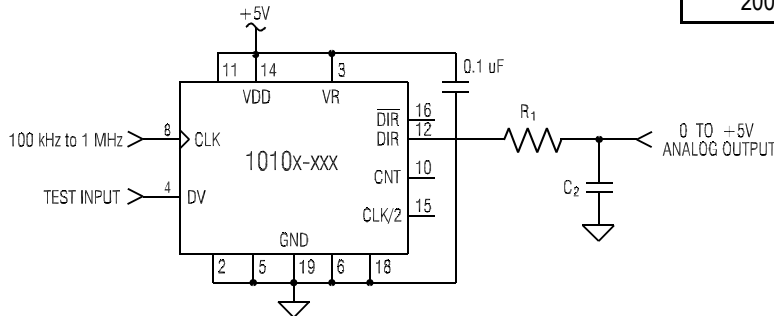 200
+5V
11 14 3
0.1 uF
VDD VR
DIR 16
R1
100 kHz to 1 MHz 8 CLK
DIR 12
0 TO +5V
ANALOG OUTPUT
1010x-xxx
CNT 10
TEST INPUT 4 DV
C2
CLK/2 15
GND
2 5 19 6 18